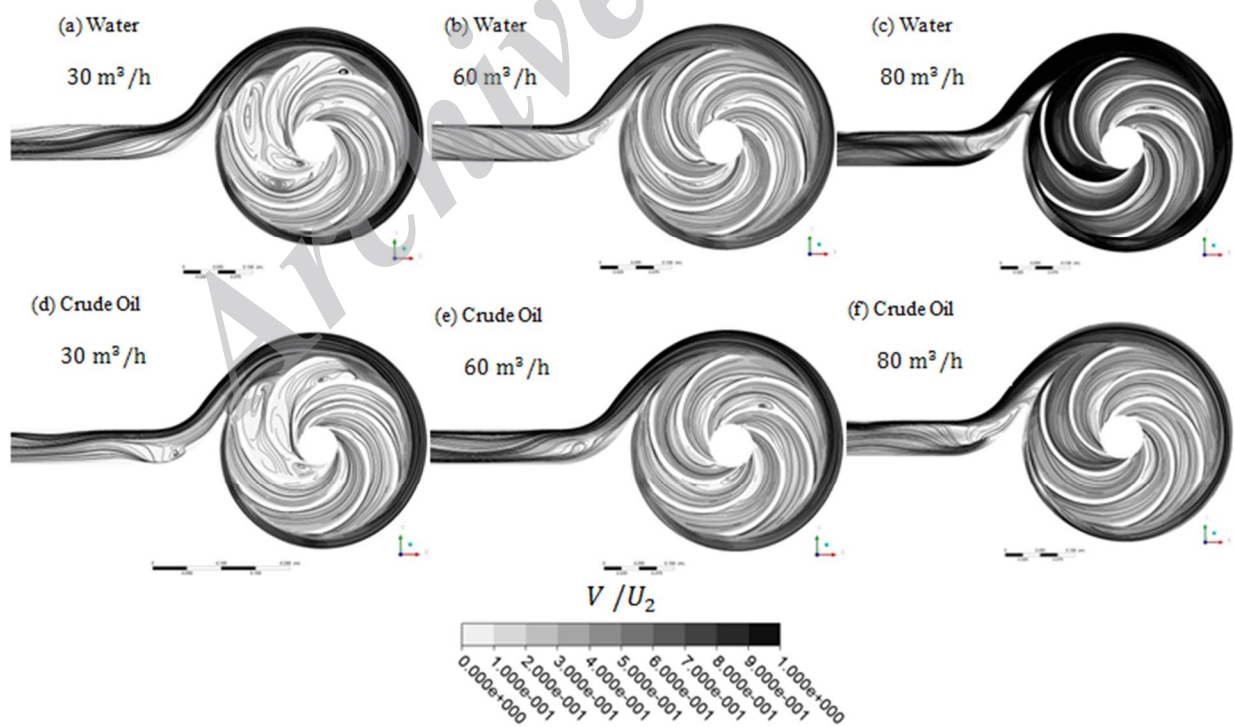 (a) Water
(b) Water
(c) Water
30 m³/h
60 m³/h
80 m³/h
Archive
(d) Crude Oil
(e) Crude Oil
(f) Crude Oil
30 m³/h
60 m³/h
80 m³/h
V /U₂
0.000e+000
1.000e-001
2.000e-001
3.000e-001
4.000e-001
5.000e-001
6.000e-001
7.000e-001
8.000e-001
9.000e-001
1.000e+000